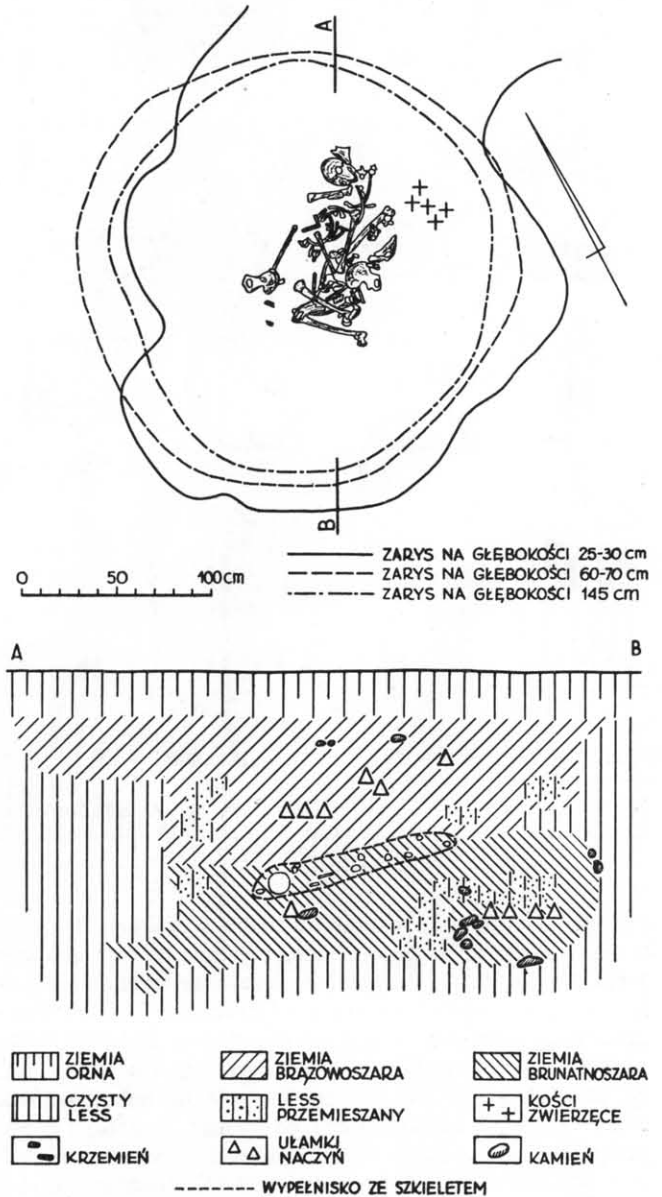 A
B
0 50 100 cm
ZARYS NA GŁĘBOKOŚCI 25-30 cm
ZARYS NA GŁĘBOKOŚCI 60-70 cm
ZARYS NA GŁĘBOKOŚCI 145 cm
A B
ZIEMIA ORNA
ZIEMIA BRĄZOWOSZARA
ZIEMIA BRUNATNOSZARA
CZYSTY LESS
LESS PRZEMIESZANY
KOŚCI ZWIERZĘCE
KRZEMIEŃ
UŁAMKI NACZYŃ
KAMIEŃ
WYPEŁNISKO ZE SZKIELETEM